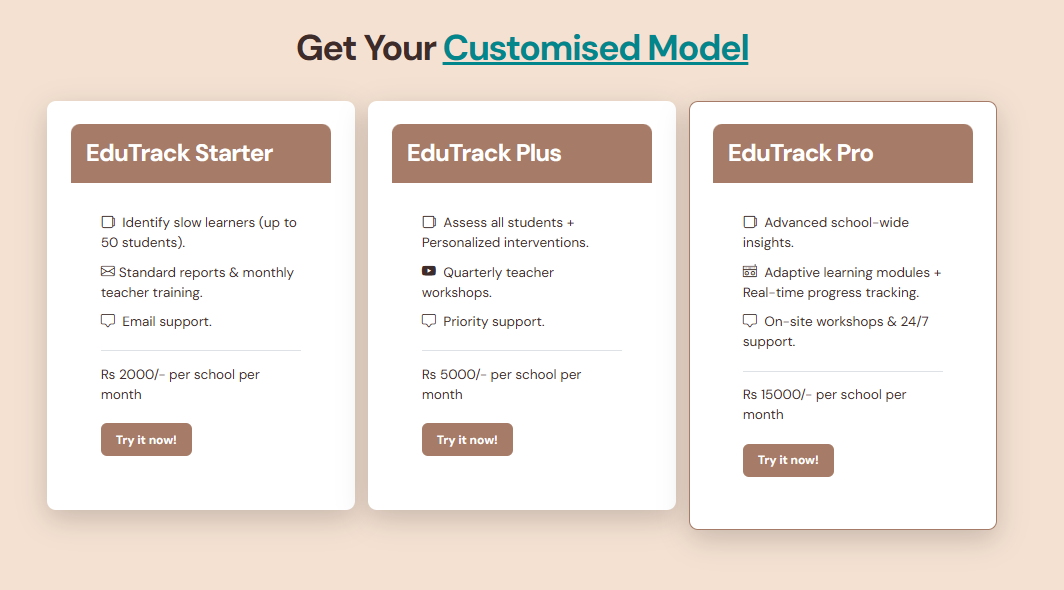 Get Your Customised Model
EduTrack Starter
Identify slow learners (up to
50 students).
Standard reports & monthly
teacher training.
Email support.
Rs 2000/- per school per
month
Try it now!
EduTrack Plus
Assess all students +
Personalized interventions.
Quarterly teacher
workshops.
Priority support.
Rs 5000/- per school per
month
Try it now!
EduTrack Pro
Advanced school-wide
insights.
Adaptive learning modules +
Real-time progress tracking.
On-site workshops & 24/7
support.
Rs 15000/- per school per
month
Try it now!